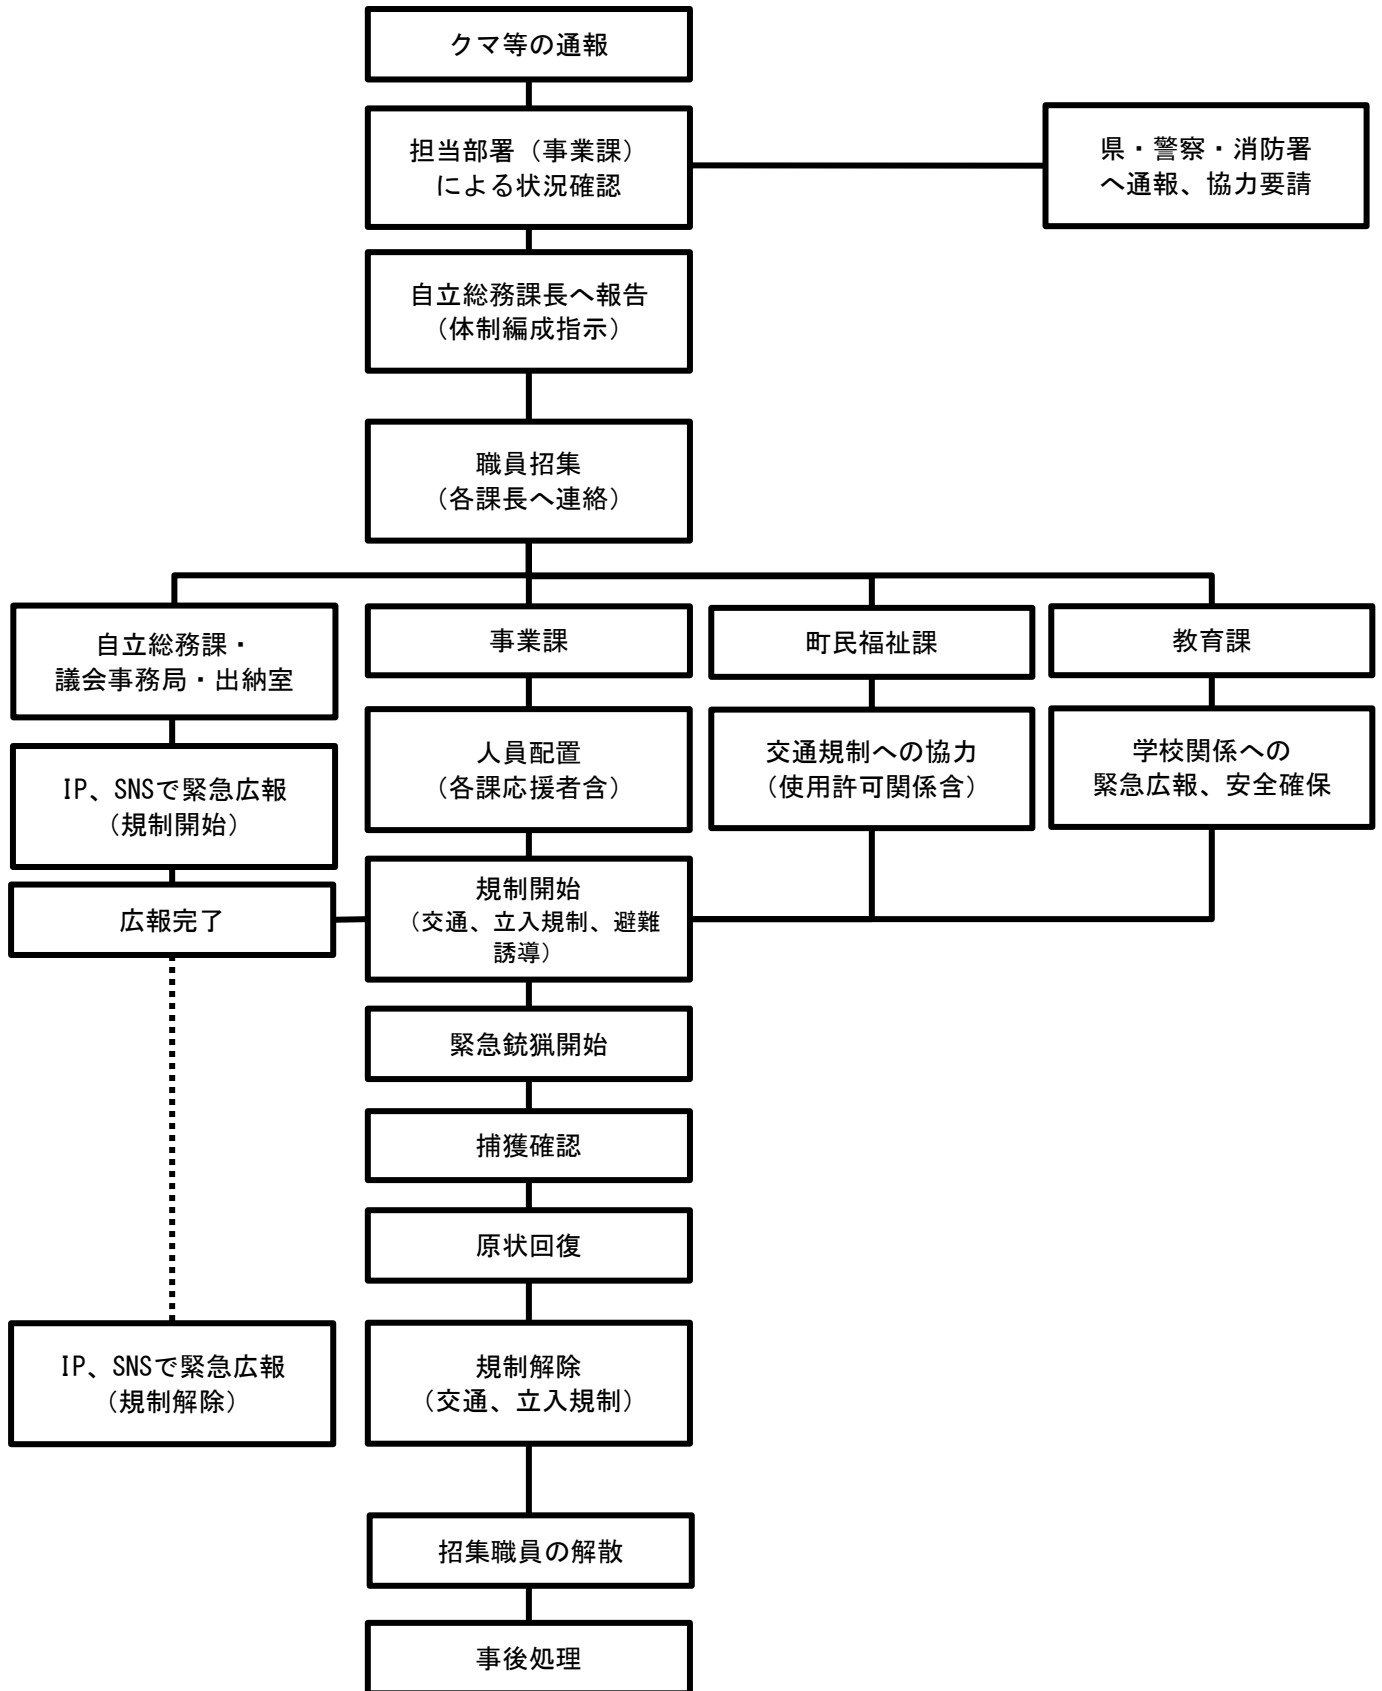 クマ等の通報
担当部署（事業課）
による状況確認
県・警察・消防署
へ通報、協力要請
自立総務課長へ報告
（体制編成指示）
職員招集
（各課長へ連絡）
自立総務課・
議会事務局・出納室
事業課
町民福祉課
教育課
IP、SNSで緊急広報
（規制開始）
人員配置
（各課応援者含）
交通規制への協力
（使用許可関係含）
学校関係への
緊急広報、安全確保
広報完了
規制開始
（交通、立入規制、避難
誘導）
緊急銃猟開始
捕獲確認
原状回復
IP、SNSで緊急広報
（規制解除）
規制解除
（交通、立入規制）
招集職員の解散
事後処理